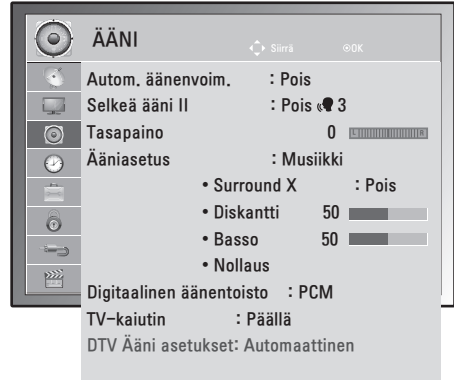 ÄÄNI
Siirrä OK
Autom. äänenvoim. : Pois
Selkeä ääni II : Pois 3
Tasapaino 0 L R
Ääniasetus : Musiikki
• Surround X : Pois
• Diskantti 50
• Basso 50
• Nollaus
Digitaalinen äänentoisto : PCM
TV-kaiutin : Päällä
DTV Ääni asetukset: Automaattinen